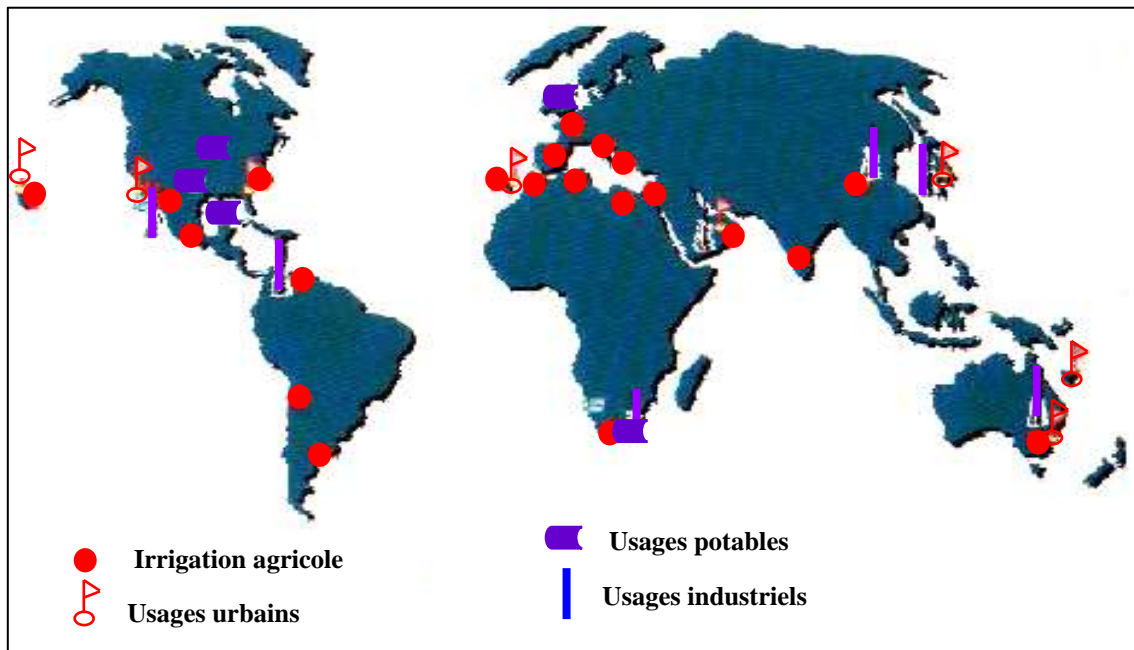 Irrigation agricole
Usages urbains
Usages potables
Usages industriels